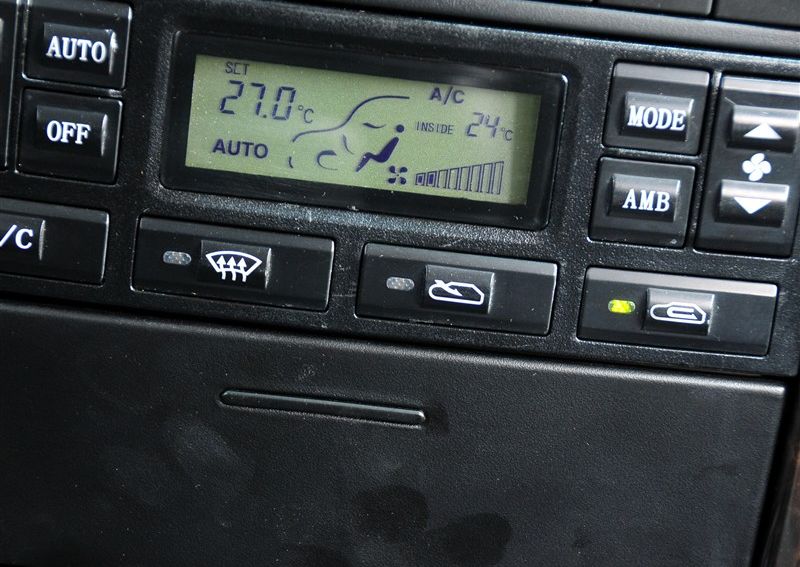 AUTO
OFF
/C
SET
27.0°C
AUTO
A/C
INSIDE 24°C
MODE
AMB